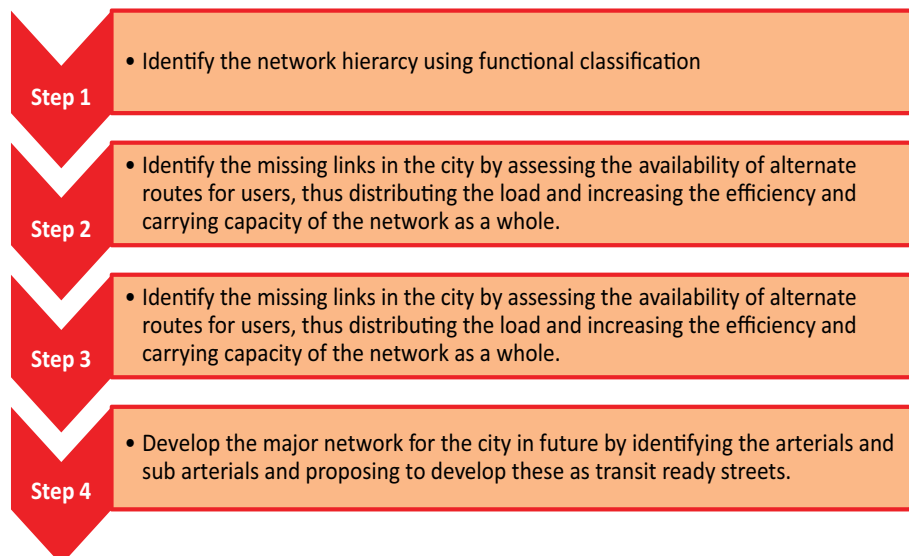 Step 1
• Identify the network hierarcy using functional classification
Step 2
• Identify the missing links in the city by assessing the availability of alternate
routes for users, thus distributing the load and increasing the efficiency and
carrying capacity of the network as a whole.
Step 3
• Identify the missing links in the city by assessing the availability of alternate
routes for users, thus distributing the load and increasing the efficiency and
carrying capacity of the network as a whole.
Step 4
• Develop the major network for the city in future by identifying the arterials and
sub arterials and proposing to develop these as transit ready streets.